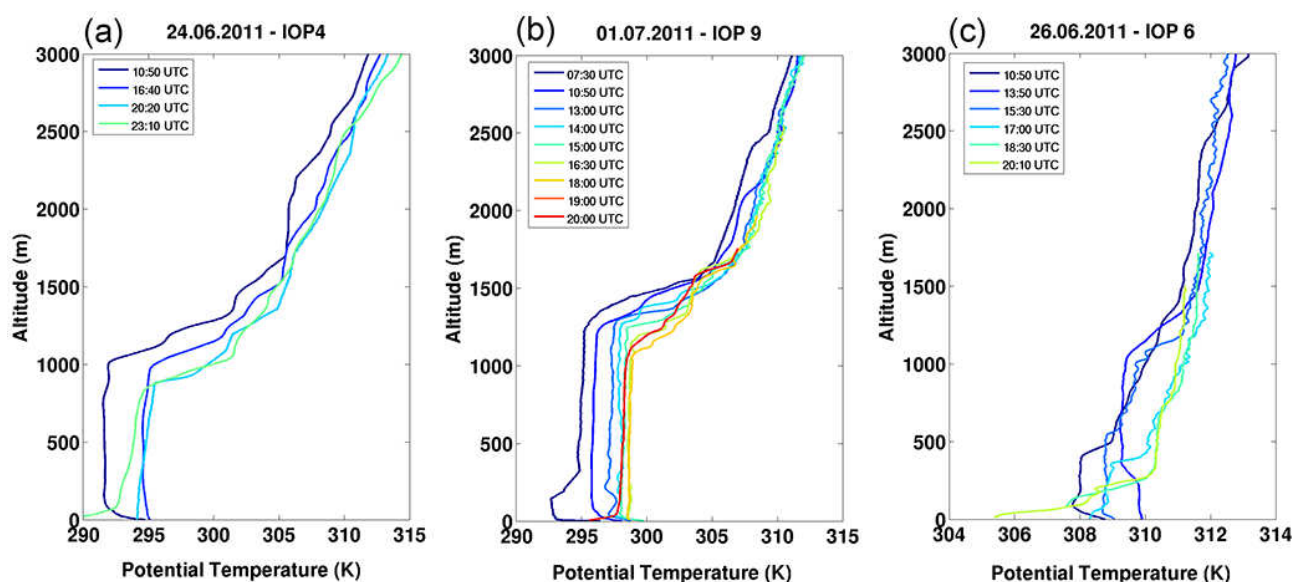 (a)
24.06.2011 - IOP4
3000
2500
2000
1500
1000
500
0
Altitude (m)
10:50 UTC
16:40 UTC
20:20 UTC
23:10 UTC
290 295 300 305 310 315
Potential Temperature (K)
(b)
01.07.2011 - IOP 9
3000
2500
2000
1500
1000
500
0
Altitude (m)
07:30 UTC
10:50 UTC
13:00 UTC
14:00 UTC
15:00 UTC
16:30 UTC
18:00 UTC
19:00 UTC
20:00 UTC
290 295 300 305 310 315
Potential Temperature (K)
(c)
26.06.2011 - IOP 6
3000
2500
2000
1500
1000
500
0
Altitude (m)
10:50 UTC
13:50 UTC
15:30 UTC
17:00 UTC
18:30 UTC
20:10 UTC
304 306 308 310 312 314
Potential Temperature (K)